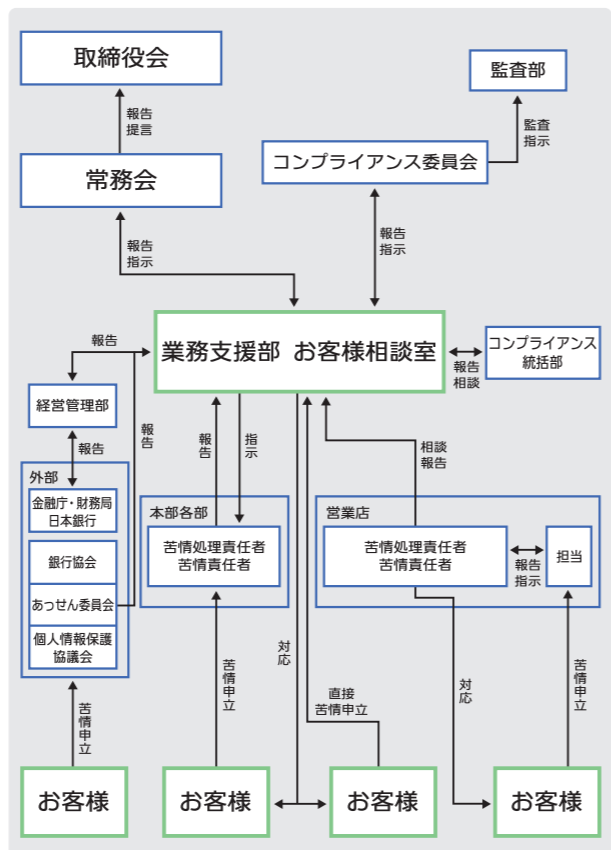 取締役会
監査部
報告
提言
監査
指示
常務会
コンプライアンス委員会
報告
指示
報告
指示
業務支援部 お客様相談室
コンプライアンス
統括部
報告
相談
報告
経営管理部
報告
報告
報告
指示
相談
報告
外部
金融庁・財務局
日本銀行
銀行協会
あっせん委員会
個人情報保護
協議会
本部各部
苦情処理責任者
苦情責任者
営業店
苦情処理責任者
苦情責任者
報告
指示
担当
苦情申立
苦情申立
対応
直接
苦情申立
対応
苦情申立
お客様
お客様
お客様
お客様